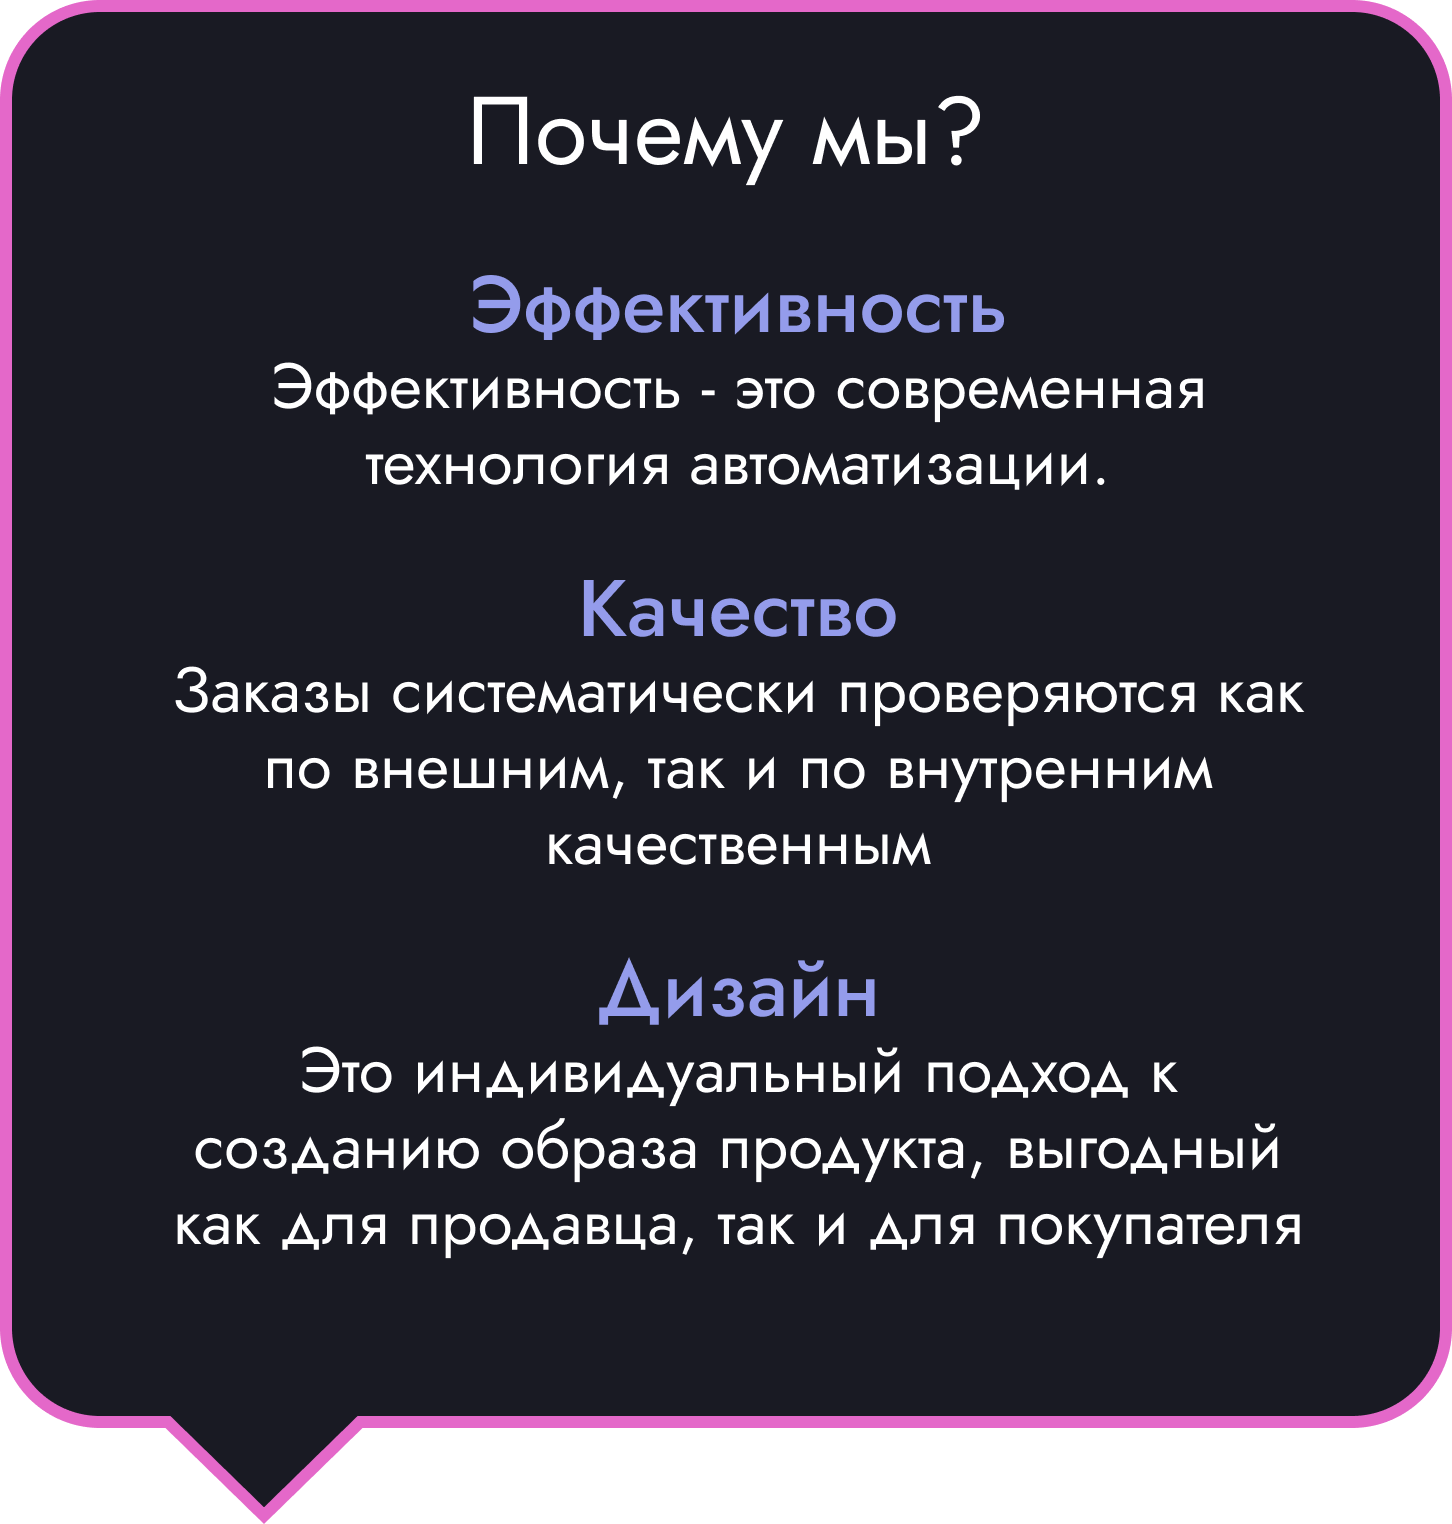 Почему мы?
Эффективность
Эффективность - это современная
технология автоматизации.
Качество
Заказы систематически проверяются как
по внешним, так и по внутренним
качественным
Дизайн
Это индивидуальный подход к
созданию образа продукта, выгодный
как для продавца, так и для покупателя